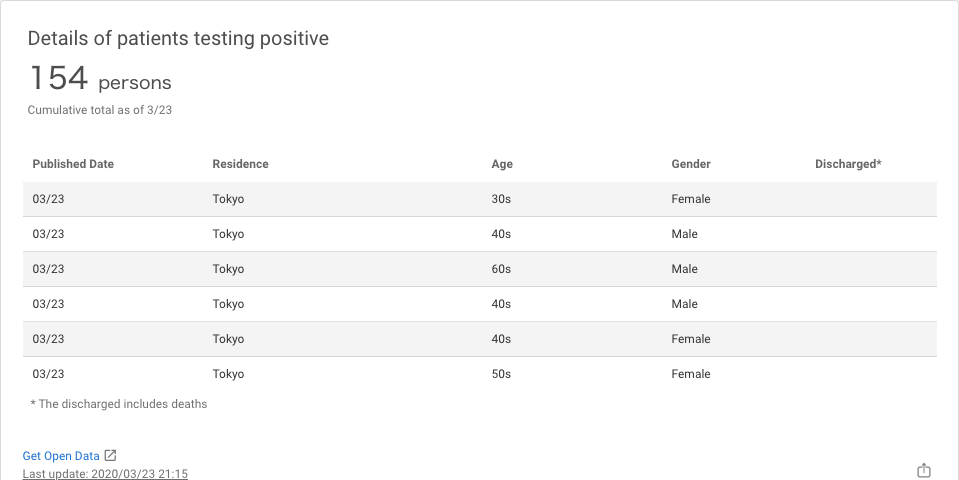 Details of patients testing positive
154 persons
Cumulative total as of 3/23
Published Date Residence Age Gender Discharged*
03/23 Tokyo 30s Female
03/23 Tokyo 40s Male
03/23 Tokyo 60s Male
03/23 Tokyo 40s Male
03/23 Tokyo 40s Female
03/23 Tokyo 50s Female
* The discharged includes deaths
Get Open Data
Last update: 2020/03/23 21:15